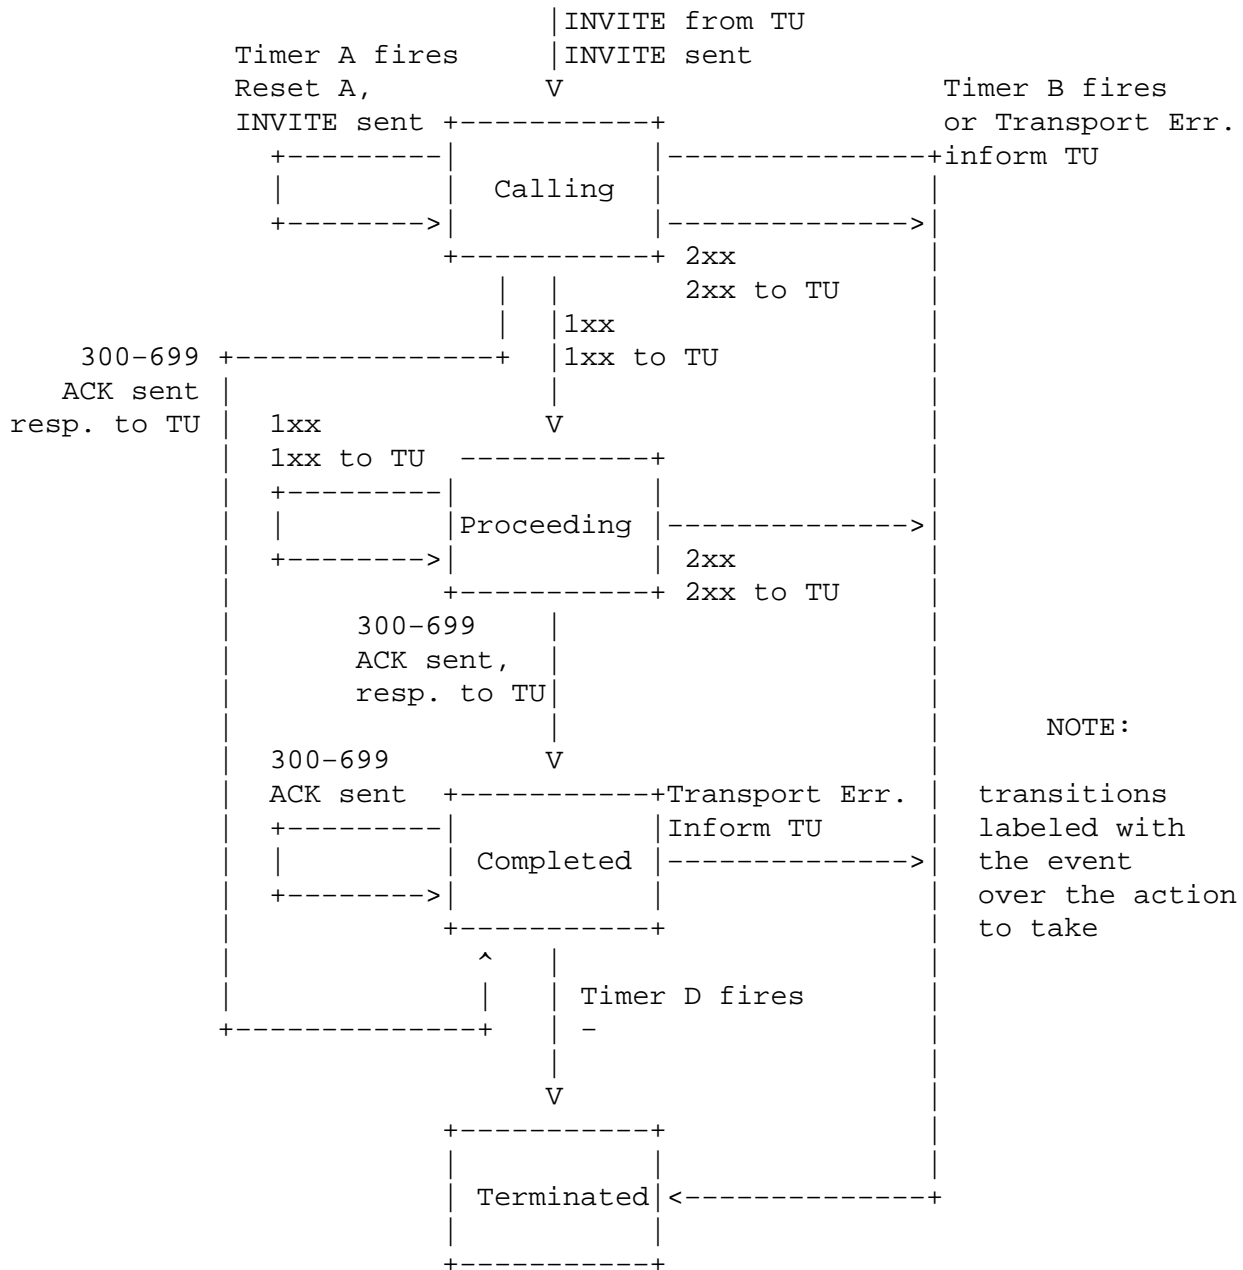 |INVITE from TU
Timer A fires     |INVITE sent
Reset A,          V                      Timer B fires
INVITE sent +-----------+                or Transport Err.
+---------|           |---------------+inform TU
|         |  Calling  |               |
+-------->|           |-------------->|
+-----------+ 2xx           |
|  |       2xx to TU     |
|  |1xx                  |
300-699 +---------------+  |1xx to TU            |
ACK sent |                  |                     |
resp. to TU |  1xx             V                     |
|  1xx to TU  -----------+               |
|  +---------|           |               |
|  |         |Proceeding |-------------->|
|  +-------->|           | 2xx           |
|            +-----------+ 2xx to TU     |
|       300-699    |                     |
|       ACK sent,  |                     |
|       resp. to TU|                     |
|                  |                     |      NOTE:
|  300-699         V                     |
|  ACK sent  +-----------+Transport Err. |  transitions
|  +---------|           |Inform TU      |  labeled with
|  |         | Completed |-------------->|  the event
|  +-------->|           |               |  over the action
|            +-----------+               |  to take
|              ^   |                     |
|              |   | Timer D fires       |
+--------------+   | -                   |
|                     |
V                     |
+-----------+               |
|           |               |
| Terminated|<--------------+
|           |
+-----------+